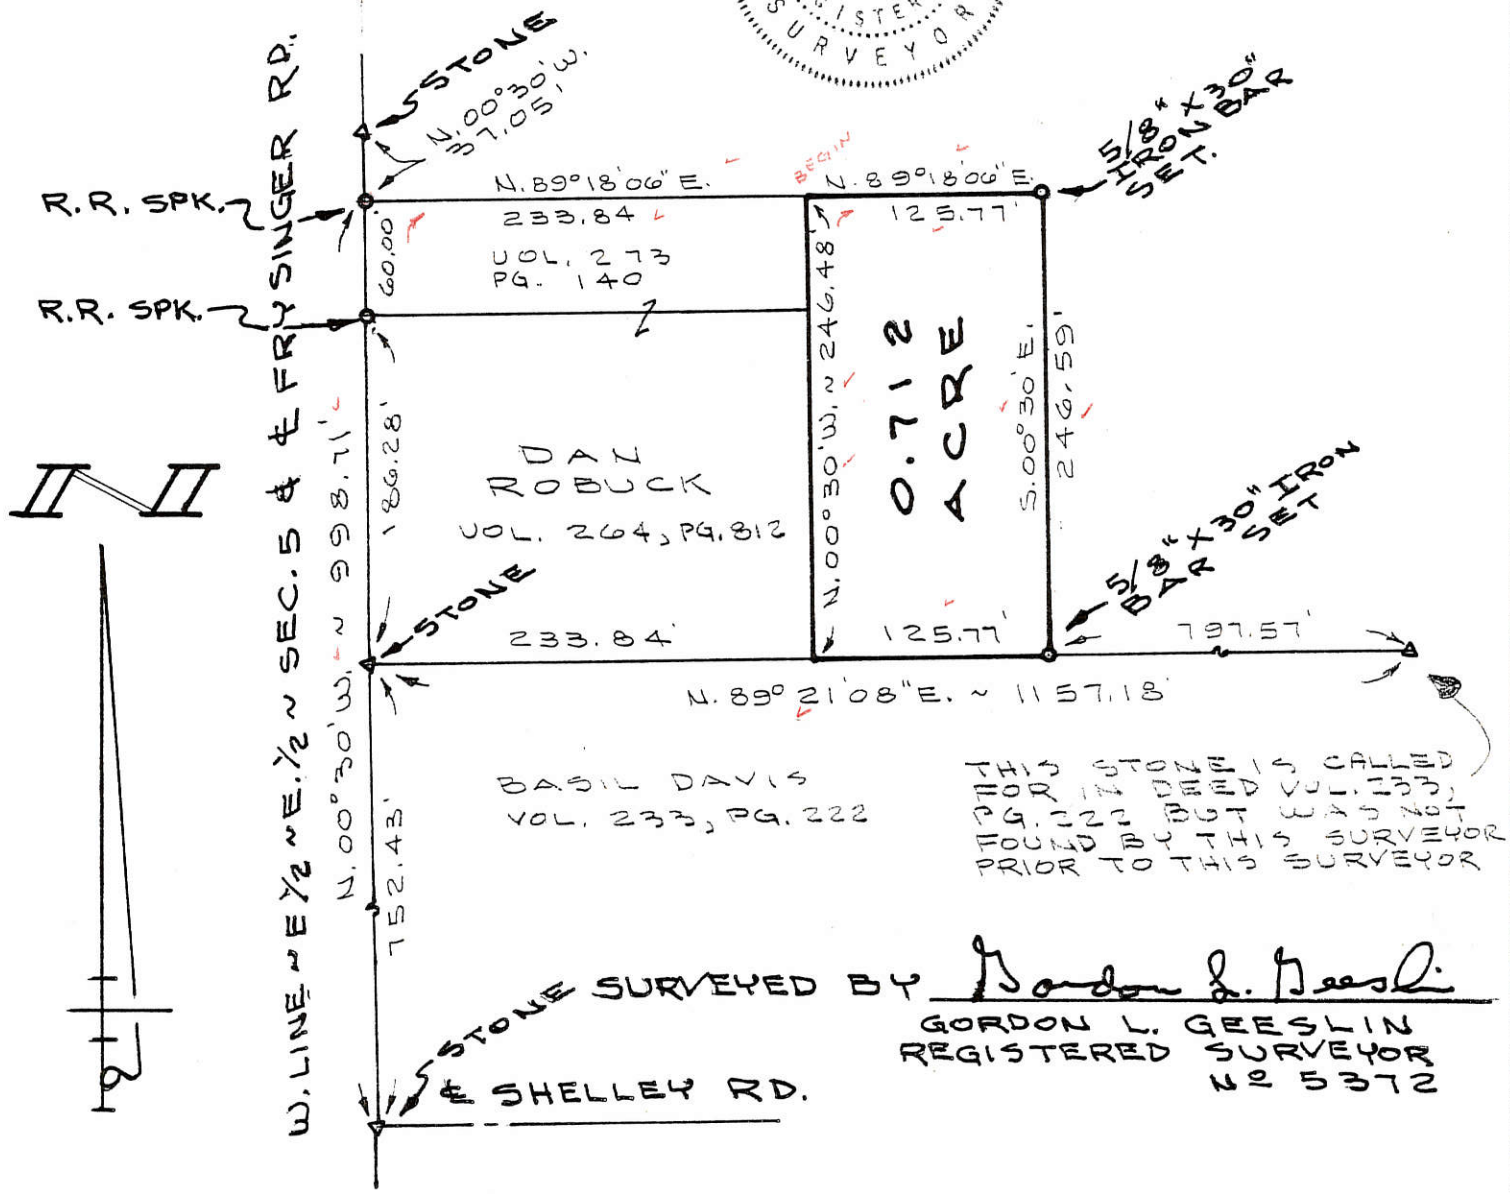 REGISTERED
SURVEYOR
STONE
N. 00°30' W.
37.05'
5/8" X 30"
IRON BAR
SET.
R.R. SPK.
BEGIN
N. 89°18'06" E.
N. 89°18'06" E.
233.84
125.77'
60.00'
VOL. 273
PG. 140
R.R. SPK.
W. LINE ~ E 1/2 ~ E. 1/2 ~ SEC. 5 & ℄ FRYSINGER RD.
N. 00°30' W. ~ 998.71'
186.28'
N. 00°30' W. ~ 246.48'
0.712
ACRE
S. 00°30' E.
246.59'
N
DAN
ROBUCK
VOL. 264, PG. 812
STONE
5/8" X 30" IRON
BAR SET
233.84'
125.77'
797.57'
N. 89° 21' 08" E. ~ 1157.18'
752.43'
BASIL DAVIS
VOL. 233, PG. 222
THIS STONE IS CALLED
FOR IN DEED VOL. 233,
PG. 222 BUT WAS NOT
FOUND BY THIS SURVEYOR
PRIOR TO THIS SURVEYOR
STONE
SURVEYED BY Gordon L. Geeslin
GORDON L. GEESLIN
REGISTERED SURVEYOR
Nº 5372
℄ SHELLEY RD.